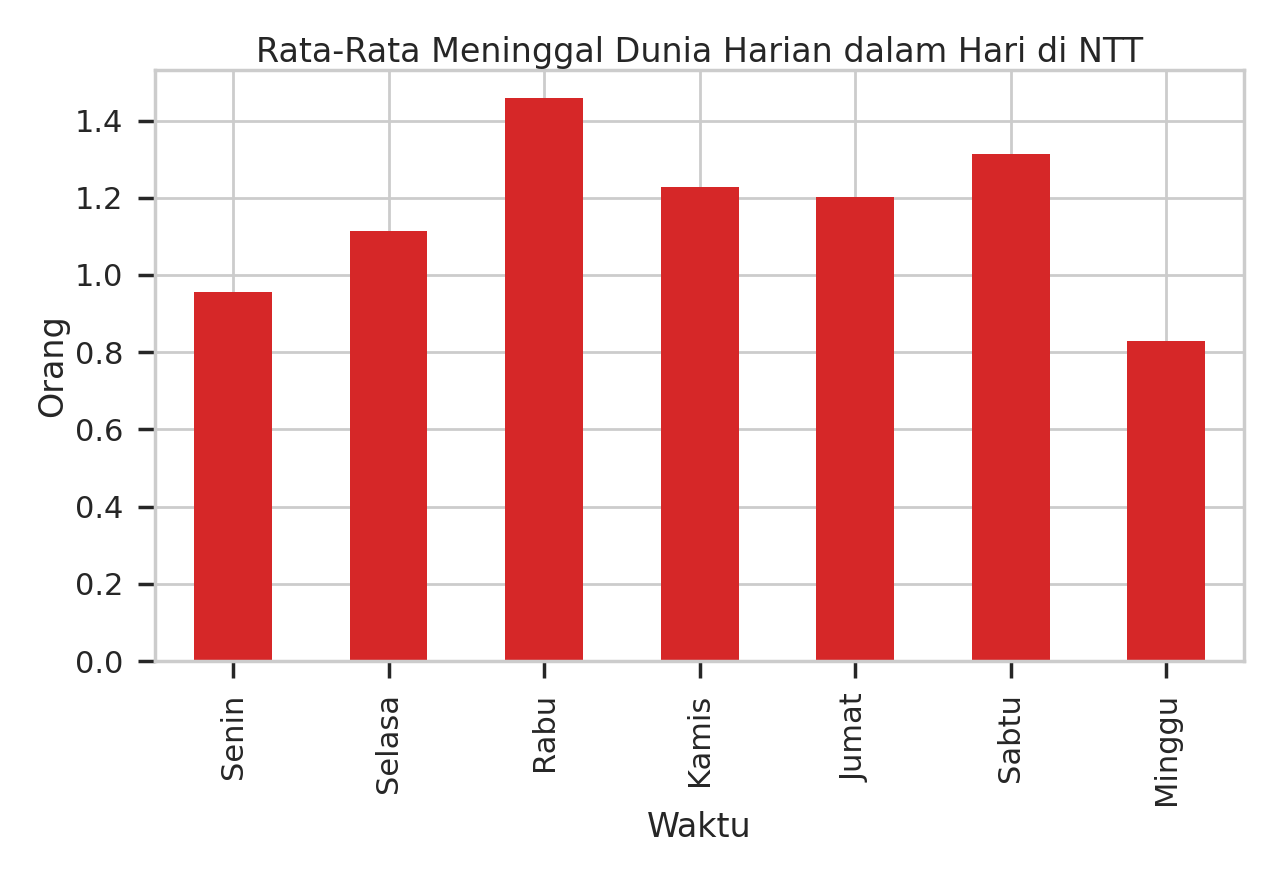 Rata-Rata Meninggal Dunia Harian dalam Hari di NTT
Orang
1.4
1.2
1.0
0.8
0.6
0.4
0.2
0.0
Senin
Selasa
Rabu
Kamis
Jumat
Sabtu
Minggu
Waktu